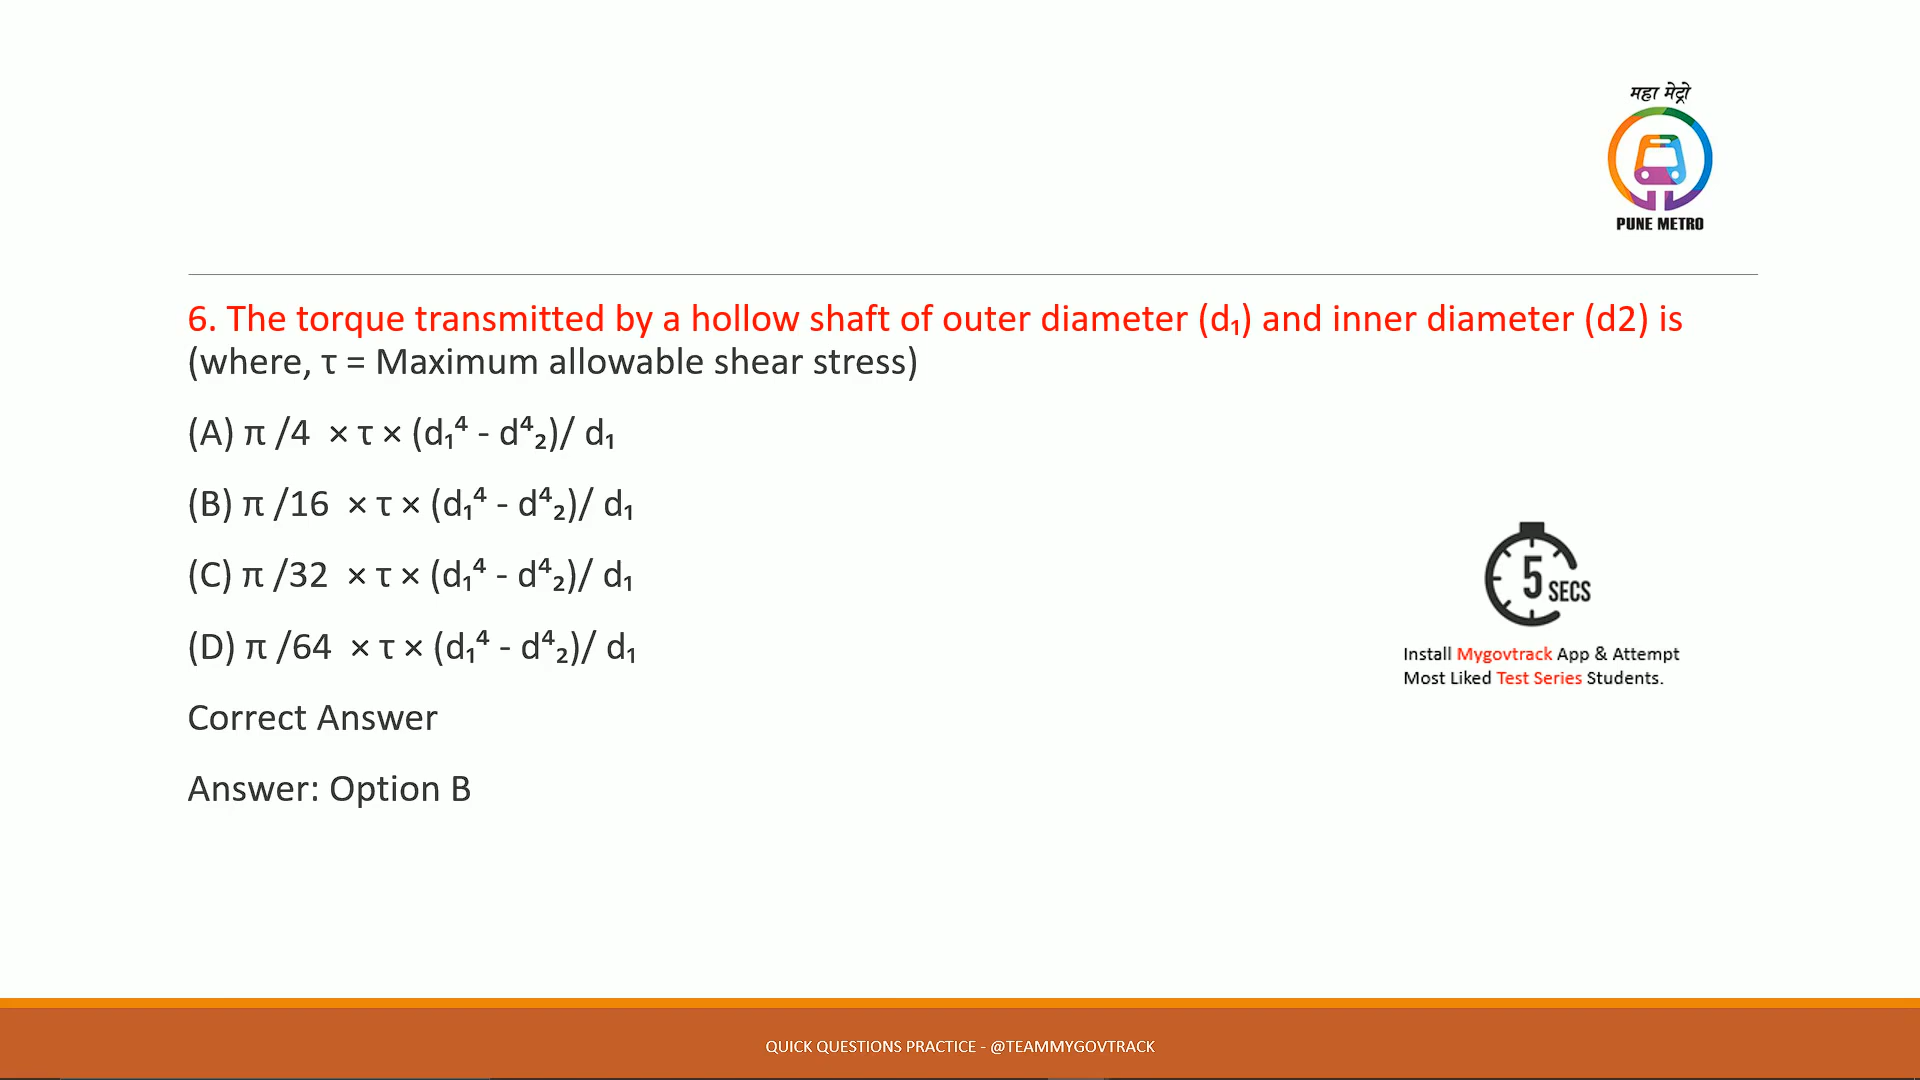 महा मेट्रो
PUNE METRO
6. The torque transmitted by a hollow shaft of outer diameter (d₁) and inner diameter (d2) is
(where, τ = Maximum allowable shear stress)
(A) π /4 × τ × (d₁⁴ - d⁴₂)/ d₁
(B) π /16 × τ × (d₁⁴ - d⁴₂)/ d₁
(C) π /32 × τ × (d₁⁴ - d⁴₂)/ d₁
(D) π /64 × τ × (d₁⁴ - d⁴₂)/ d₁
Correct Answer
Answer: Option B
5 SECS
Install Mygovtrack App & Attempt
Most Liked Test Series Students.
QUICK QUESTIONS PRACTICE - @TEAMMYGOVTRACK